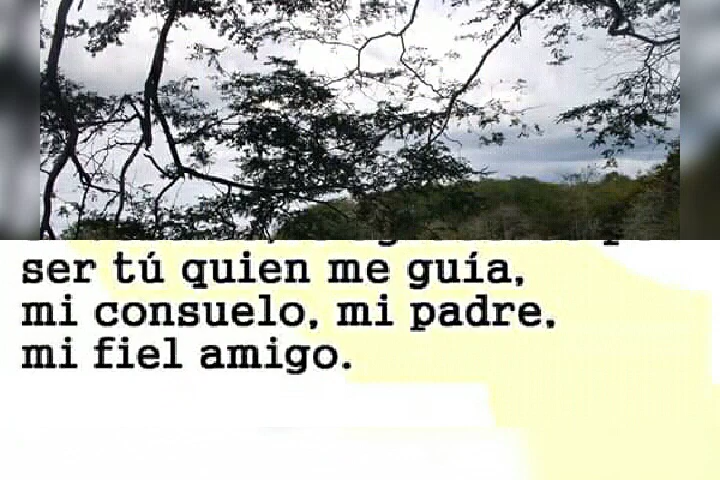 ser tú quien me guía,
mi consuelo, mi padre,
mi fiel amigo.